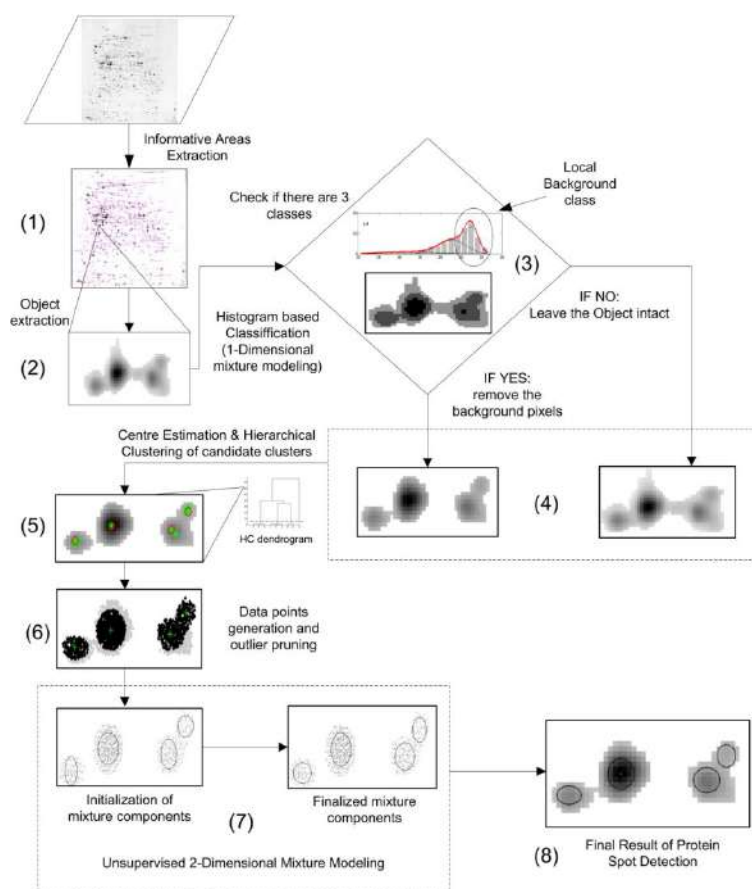 Informative Areas
Extraction
(1)
Check if there are 3
classes
Local
Background
class
(3)
Object
extraction
(2)
Histogram based
Classiffication
(1-Dimensional
mixture modeling)
IF NO:
Leave the Object intact
IF YES:
remove the
background pixels
Centre Estimation & Hierarchical
Clustering of candidate clusters
(4)
(5)
HC dendrogram
(6)
Data points
generation and
outlier pruning
Initialization of
mixture components
(7)
Finalized mixture
components
Unsupervised 2-Dimensional Mixture Modeling
(8)
Final Result of Protein
Spot Detection